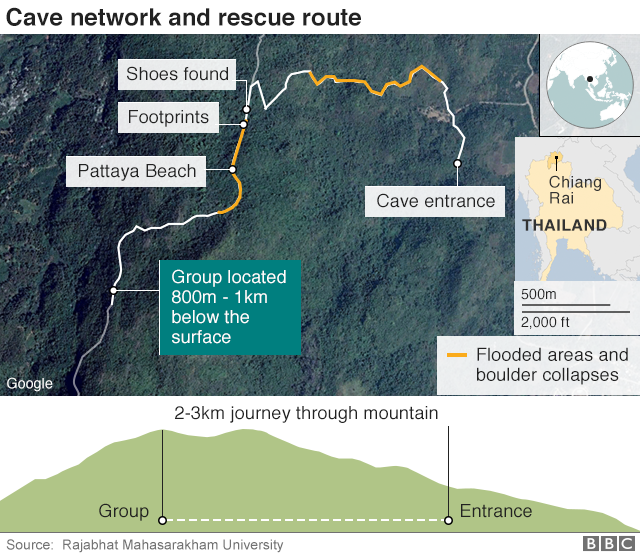 Cave network and rescue route
Shoes found
Footprints
Pattaya Beach
Cave entrance
Group located
800m - 1km
below the
surface
Chiang
Rai
THAILAND
500m
2,000 ft
Flooded areas and
boulder collapses
Google
2-3km journey through mountain
Group
Entrance
Source: Rajabhat Mahasarakham University
BBC